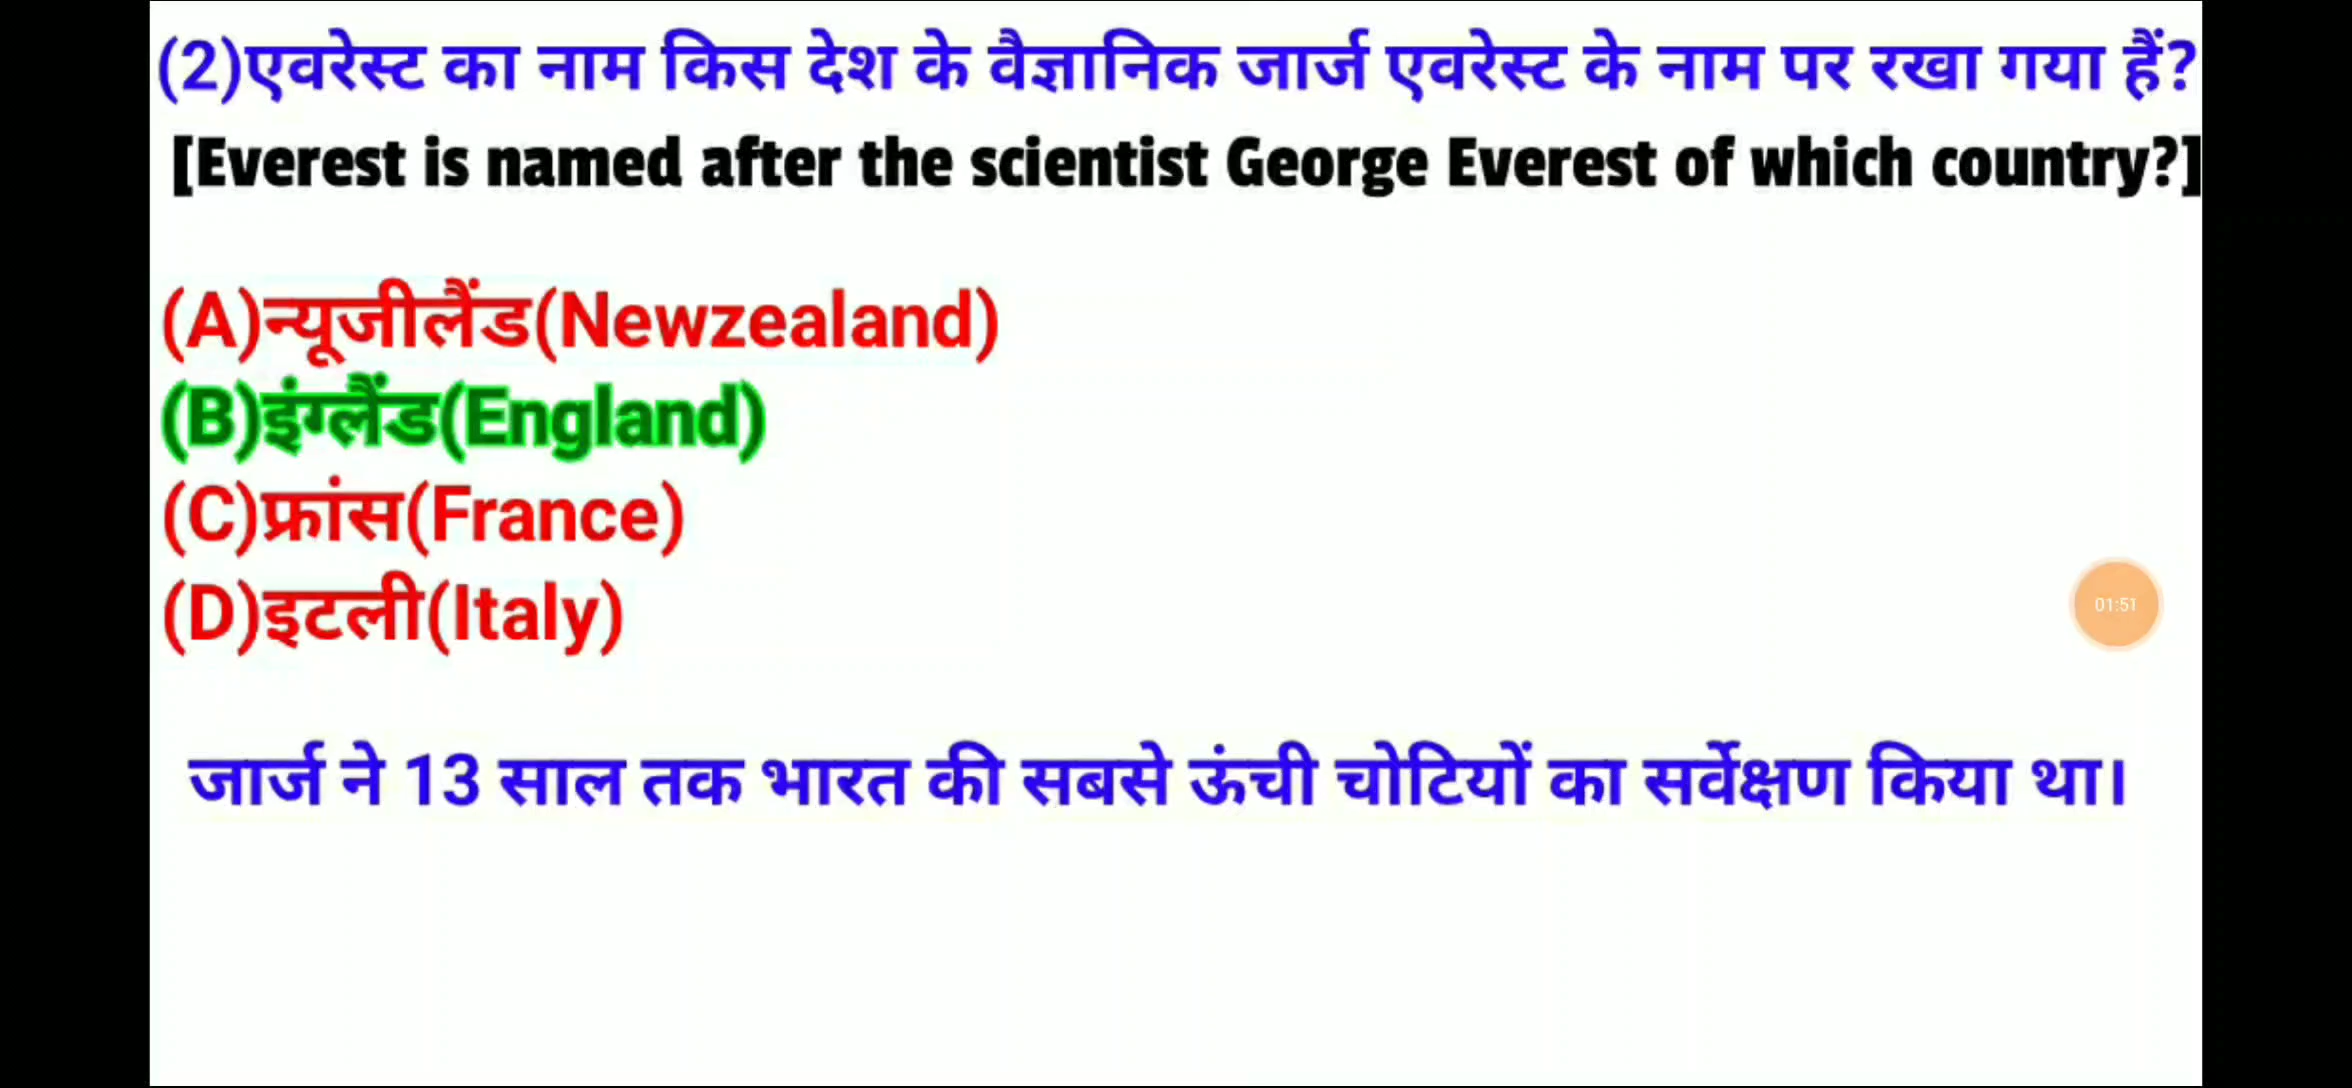 (2)एवरेस्ट का नाम किस देश के वैज्ञानिक जार्ज एवरेस्ट के नाम पर रखा गया हैं?
[Everest is named after the scientist George Everest of which country?]
(A)न्यूजीलैंड(Newzealand)
(B)इंग्लैंड(England)
(C)फ्रांस(France)
(D)इटली(Italy)
01:51
जार्ज ने 13 साल तक भारत की सबसे ऊंची चोटियों का सर्वेक्षण किया था।